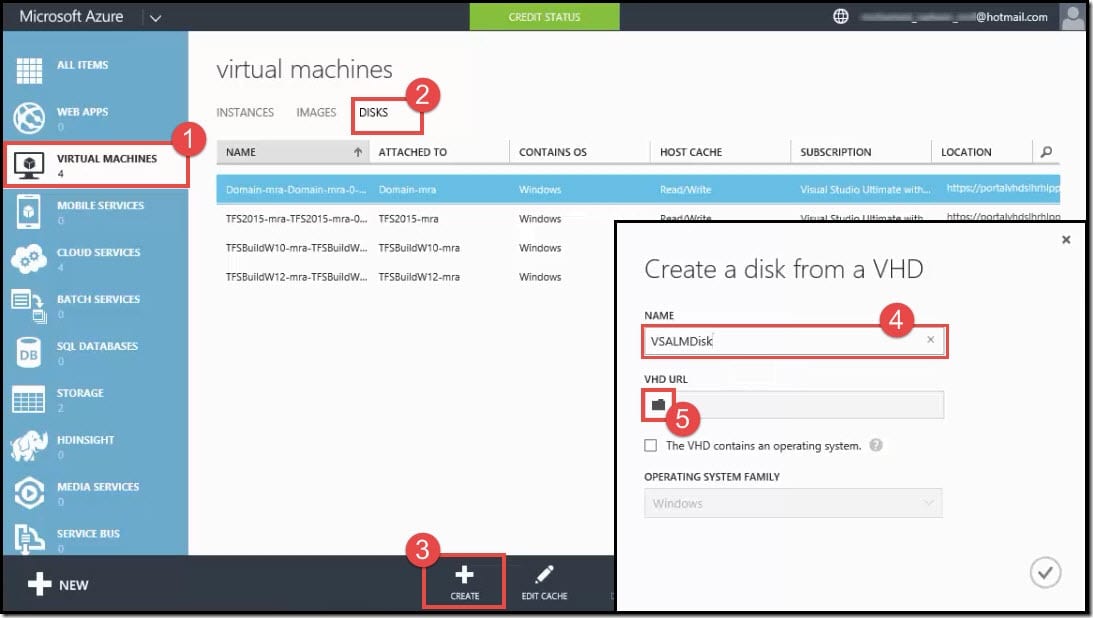 Microsoft Azure
CREDIT STATUS
@hotmail.com
ALL ITEMS
WEB APPS
0
1
VIRTUAL MACHINES
4
MOBILE SERVICES
0
CLOUD SERVICES
4
BATCH SERVICES
0
DB
SQL DATABASES
0
STORAGE
2
HDINSIGHT
0
MEDIA SERVICES
0
SERVICE BUS
0
virtual machines
INSTANCES IMAGES DISKS
2
NAME ATTACHED TO CONTAINS OS HOST CACHE SUBSCRIPTION LOCATION
Domain-mra-Domain-mra-0-... Domain-mra Windows Read/Write Visual Studio Ultimate with... https://portalvhdslhrhlpp
TFS2015-mra-TFS2015-mra-0... TFS2015-mra Windows Read/Write Visual Studio Ultimate with... https://portalvhdslhrhlpp
TFSBuildW10-mra-TFSBuildW... TFSBuildW10-mra Windows
TFSBuildW12-mra-TFSBuildW... TFSBuildW12-mra Windows
Create a disk from a VHD
NAME
4
VSALMDisk
VHD URL
5
The VHD contains an operating system. ?
OPERATING SYSTEM FAMILY
Windows
3
NEW
CREATE
EDIT CACHE